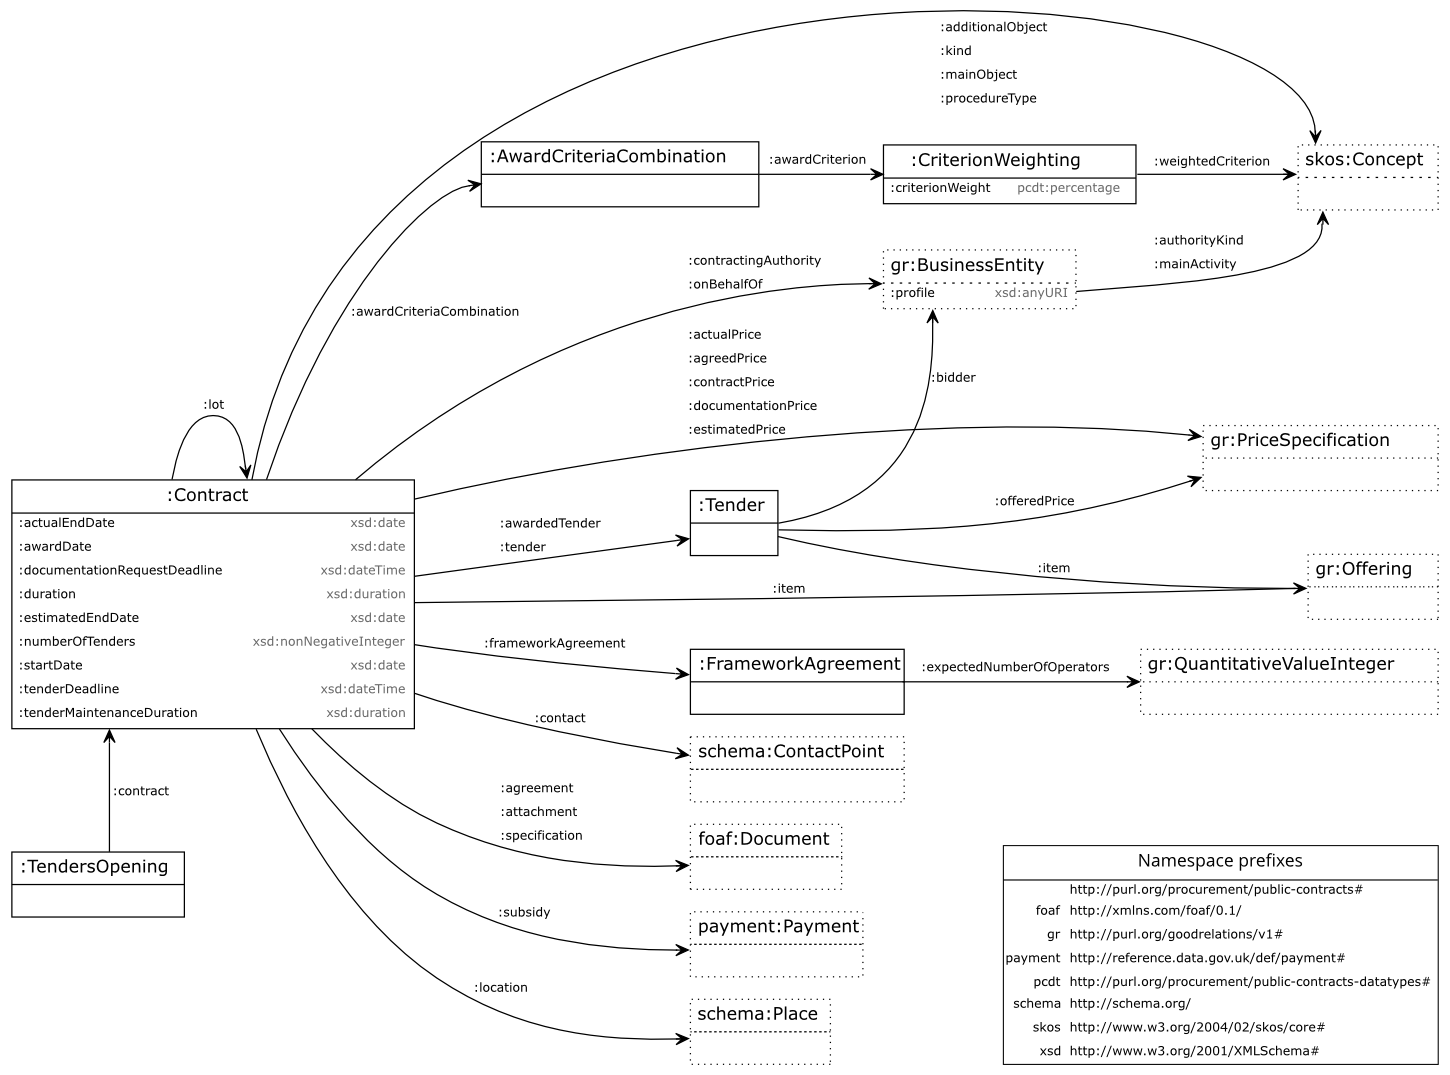 :additionalObject
:kind
:mainObject
:procedureType
:AwardCriteriaCombination
:awardCriterion
:CriterionWeighting
:criterionWeight pcdt:percentage
:weightedCriterion
skos:Concept
:authorityKind
:mainActivity
:contractingAuthority
:onBehalfOf
gr:BusinessEntity
:profile xsd:anyURI
:awardCriteriaCombination
:actualPrice
:agreedPrice
:contractPrice
:documentationPrice
:estimatedPrice
:bidder
:lot
gr:PriceSpecification
:Contract
:actualEndDate xsd:date
:awardDate xsd:date
:documentationRequestDeadline xsd:dateTime
:duration xsd:duration
:estimatedEndDate xsd:date
:numberOfTenders xsd:nonNegativeInteger
:startDate xsd:date
:tenderDeadline xsd:dateTime
:tenderMaintenanceDuration xsd:duration
:awardedTender
:tender
:Tender
:offeredPrice
:item
:item
gr:Offering
:frameworkAgreement
:FrameworkAgreement
:expectedNumberOfOperators
gr:QuantitativeValueInteger
:contact
schema:ContactPoint
:contract
:TendersOpening
:agreement
:attachment
:specification
foaf:Document
:subsidy
payment:Payment
:location
schema:Place
Namespace prefixes
http://purl.org/procurement/public-contracts#
foaf http://xmlns.com/foaf/0.1/
gr http://purl.org/goodrelations/v1#
payment http://reference.data.gov.uk/def/payment#
pcdt http://purl.org/procurement/public-contracts-datatypes#
schema http://schema.org/
skos http://www.w3.org/2004/02/skos/core#
xsd http://www.w3.org/2001/XMLSchema#